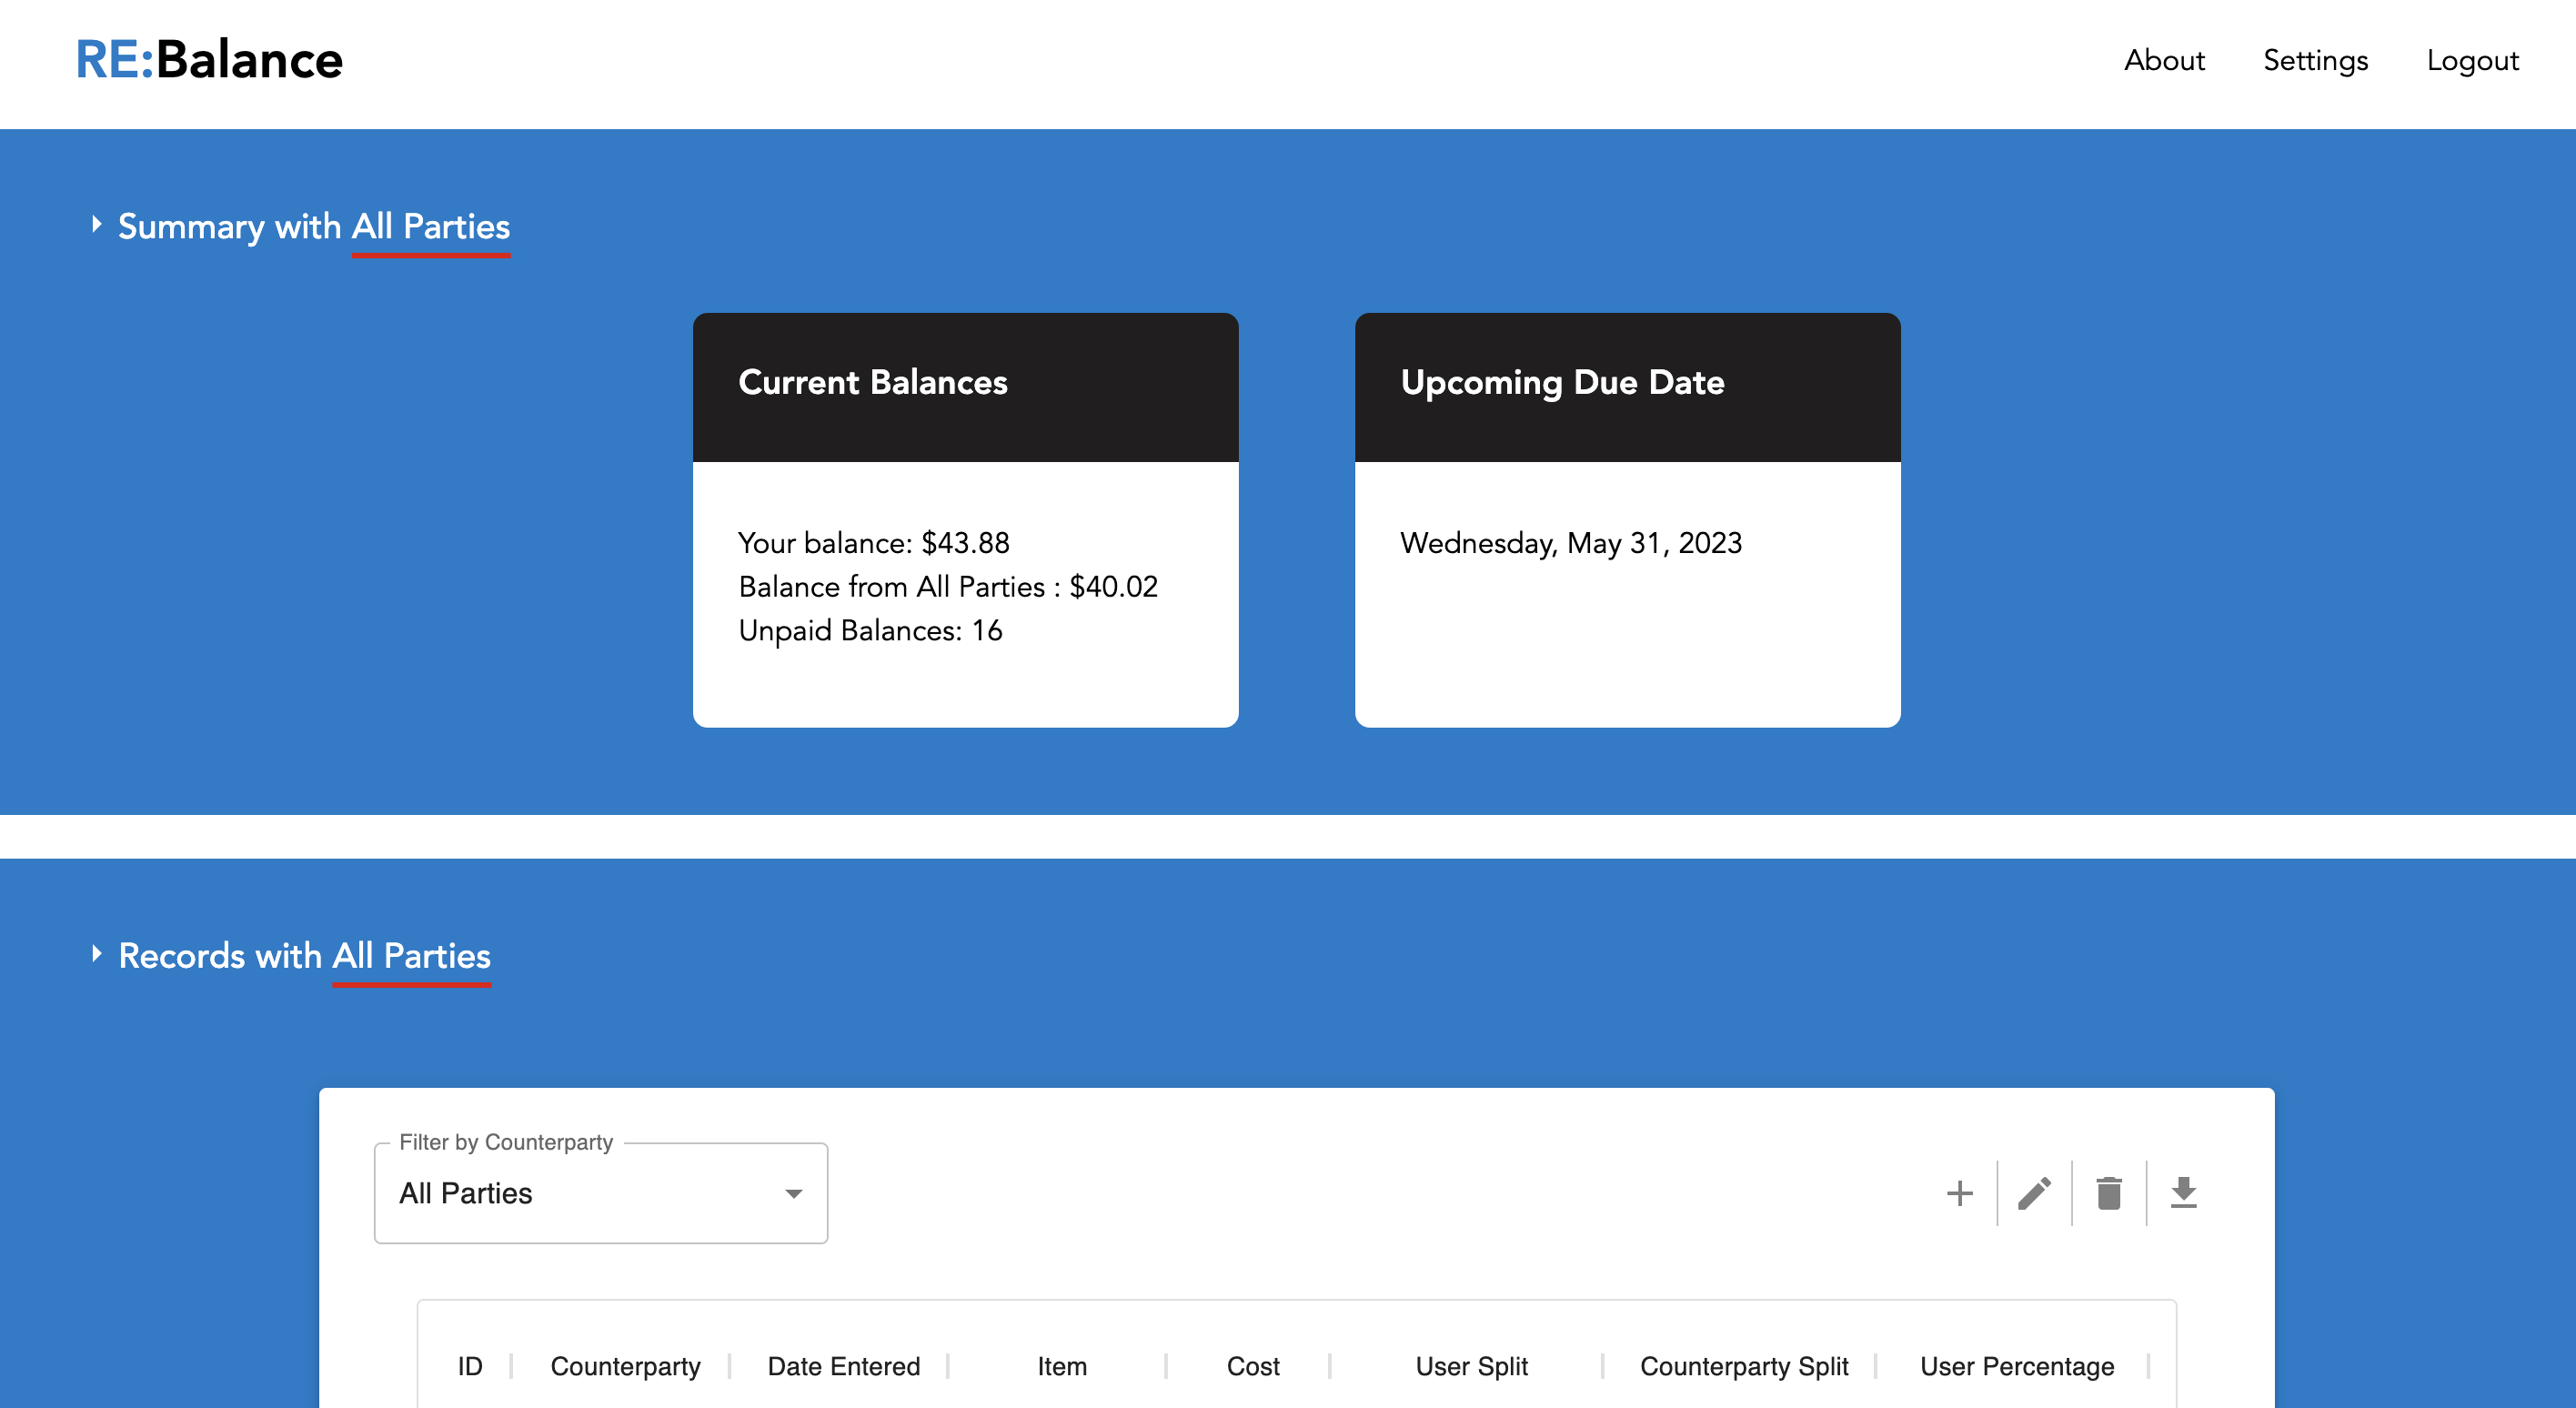 RE:Balance
About Settings Logout
Summary with All Parties
Current Balances
Your balance: $43.88
Balance from All Parties : $40.02
Unpaid Balances: 16
Upcoming Due Date
Wednesday, May 31, 2023
Records with All Parties
Filter by Counterparty
All Parties
ID Counterparty Date Entered Item Cost User Split Counterparty Split User Percentage